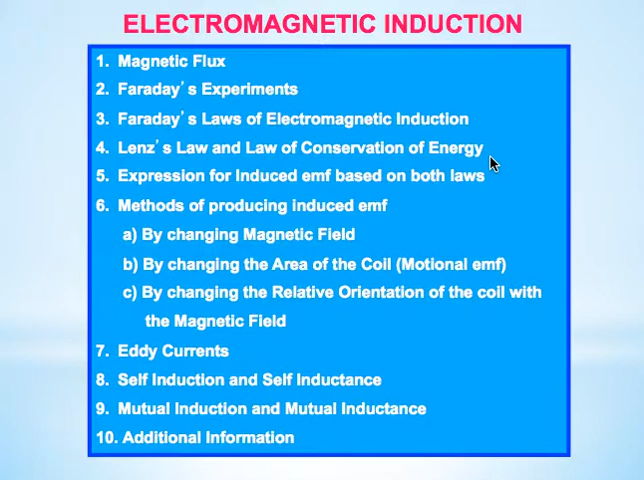 ELECTROMAGNETIC INDUCTION
1. Magnetic Flux
2. Faraday’s Experiments
3. Faraday’s Laws of Electromagnetic Induction
4. Lenz’s Law and Law of Conservation of Energy
5. Expression for Induced emf based on both laws
6. Methods of producing induced emf
a) By changing Magnetic Field
b) By changing the Area of the Coil (Motional emf)
c) By changing the Relative Orientation of the coil with
the Magnetic Field
7. Eddy Currents
8. Self Induction and Self Inductance
9. Mutual Induction and Mutual Inductance
10. Additional Information